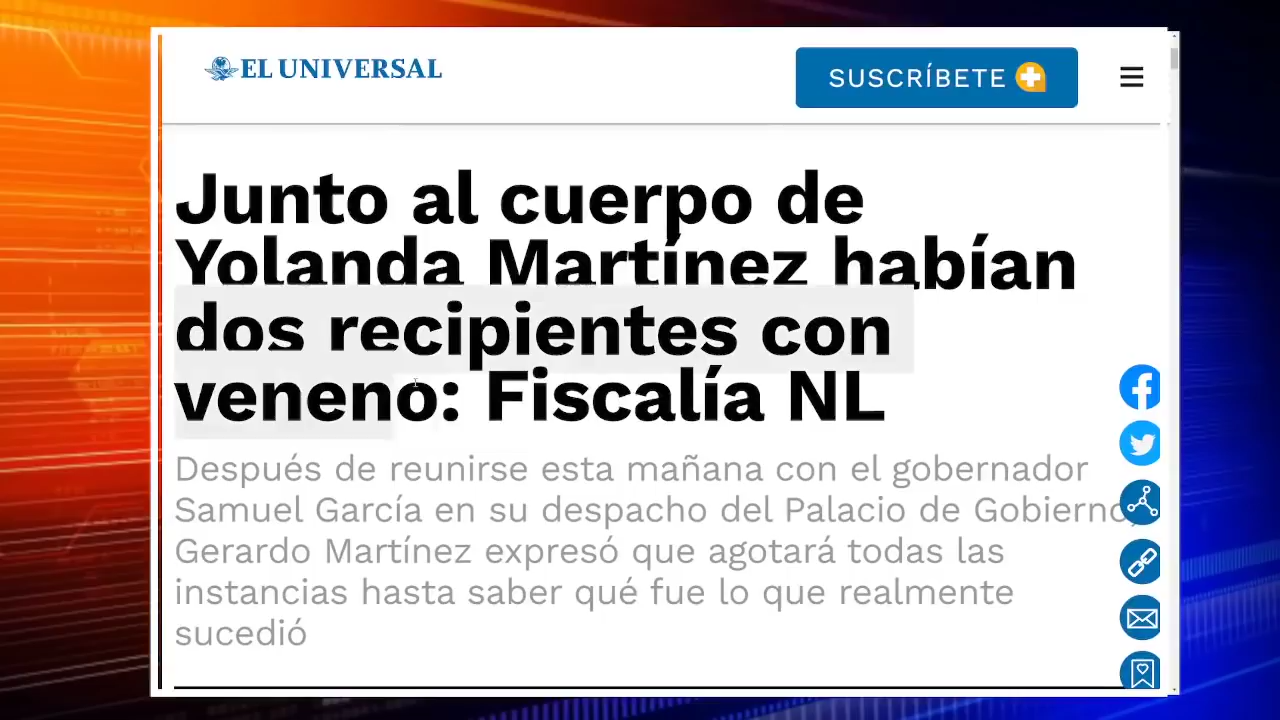 EL UNIVERSAL
SUSCRÍBETE
Junto al cuerpo de
Yolanda Martínez habían
dos recipientes con
veneno: Fiscalía NL
Después de reunirse esta mañana con el gobernador
Samuel García en su despacho del Palacio de Gobierno,
Gerardo Martínez expresó que agotará todas las
instancias hasta saber qué fue lo que realmente
sucedió